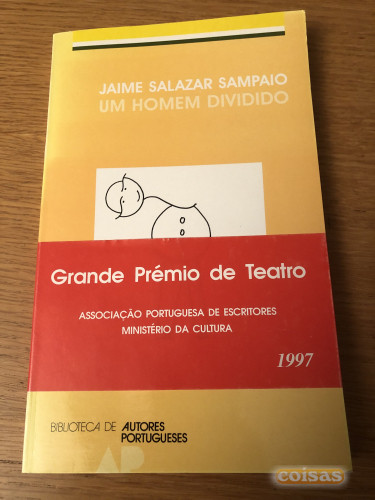 JAIME SALAZAR SAMPAIO
UM HOMEM DIVIDIDO
Grande Prémio de Teatro
ASSOCIAÇÃO PORTUGUESA DE ESCRITORES
MINISTÉRIO DA CULTURA
1997
BIBLIOTECA DE AUTORES
PORTUGUESES
AP
coisas